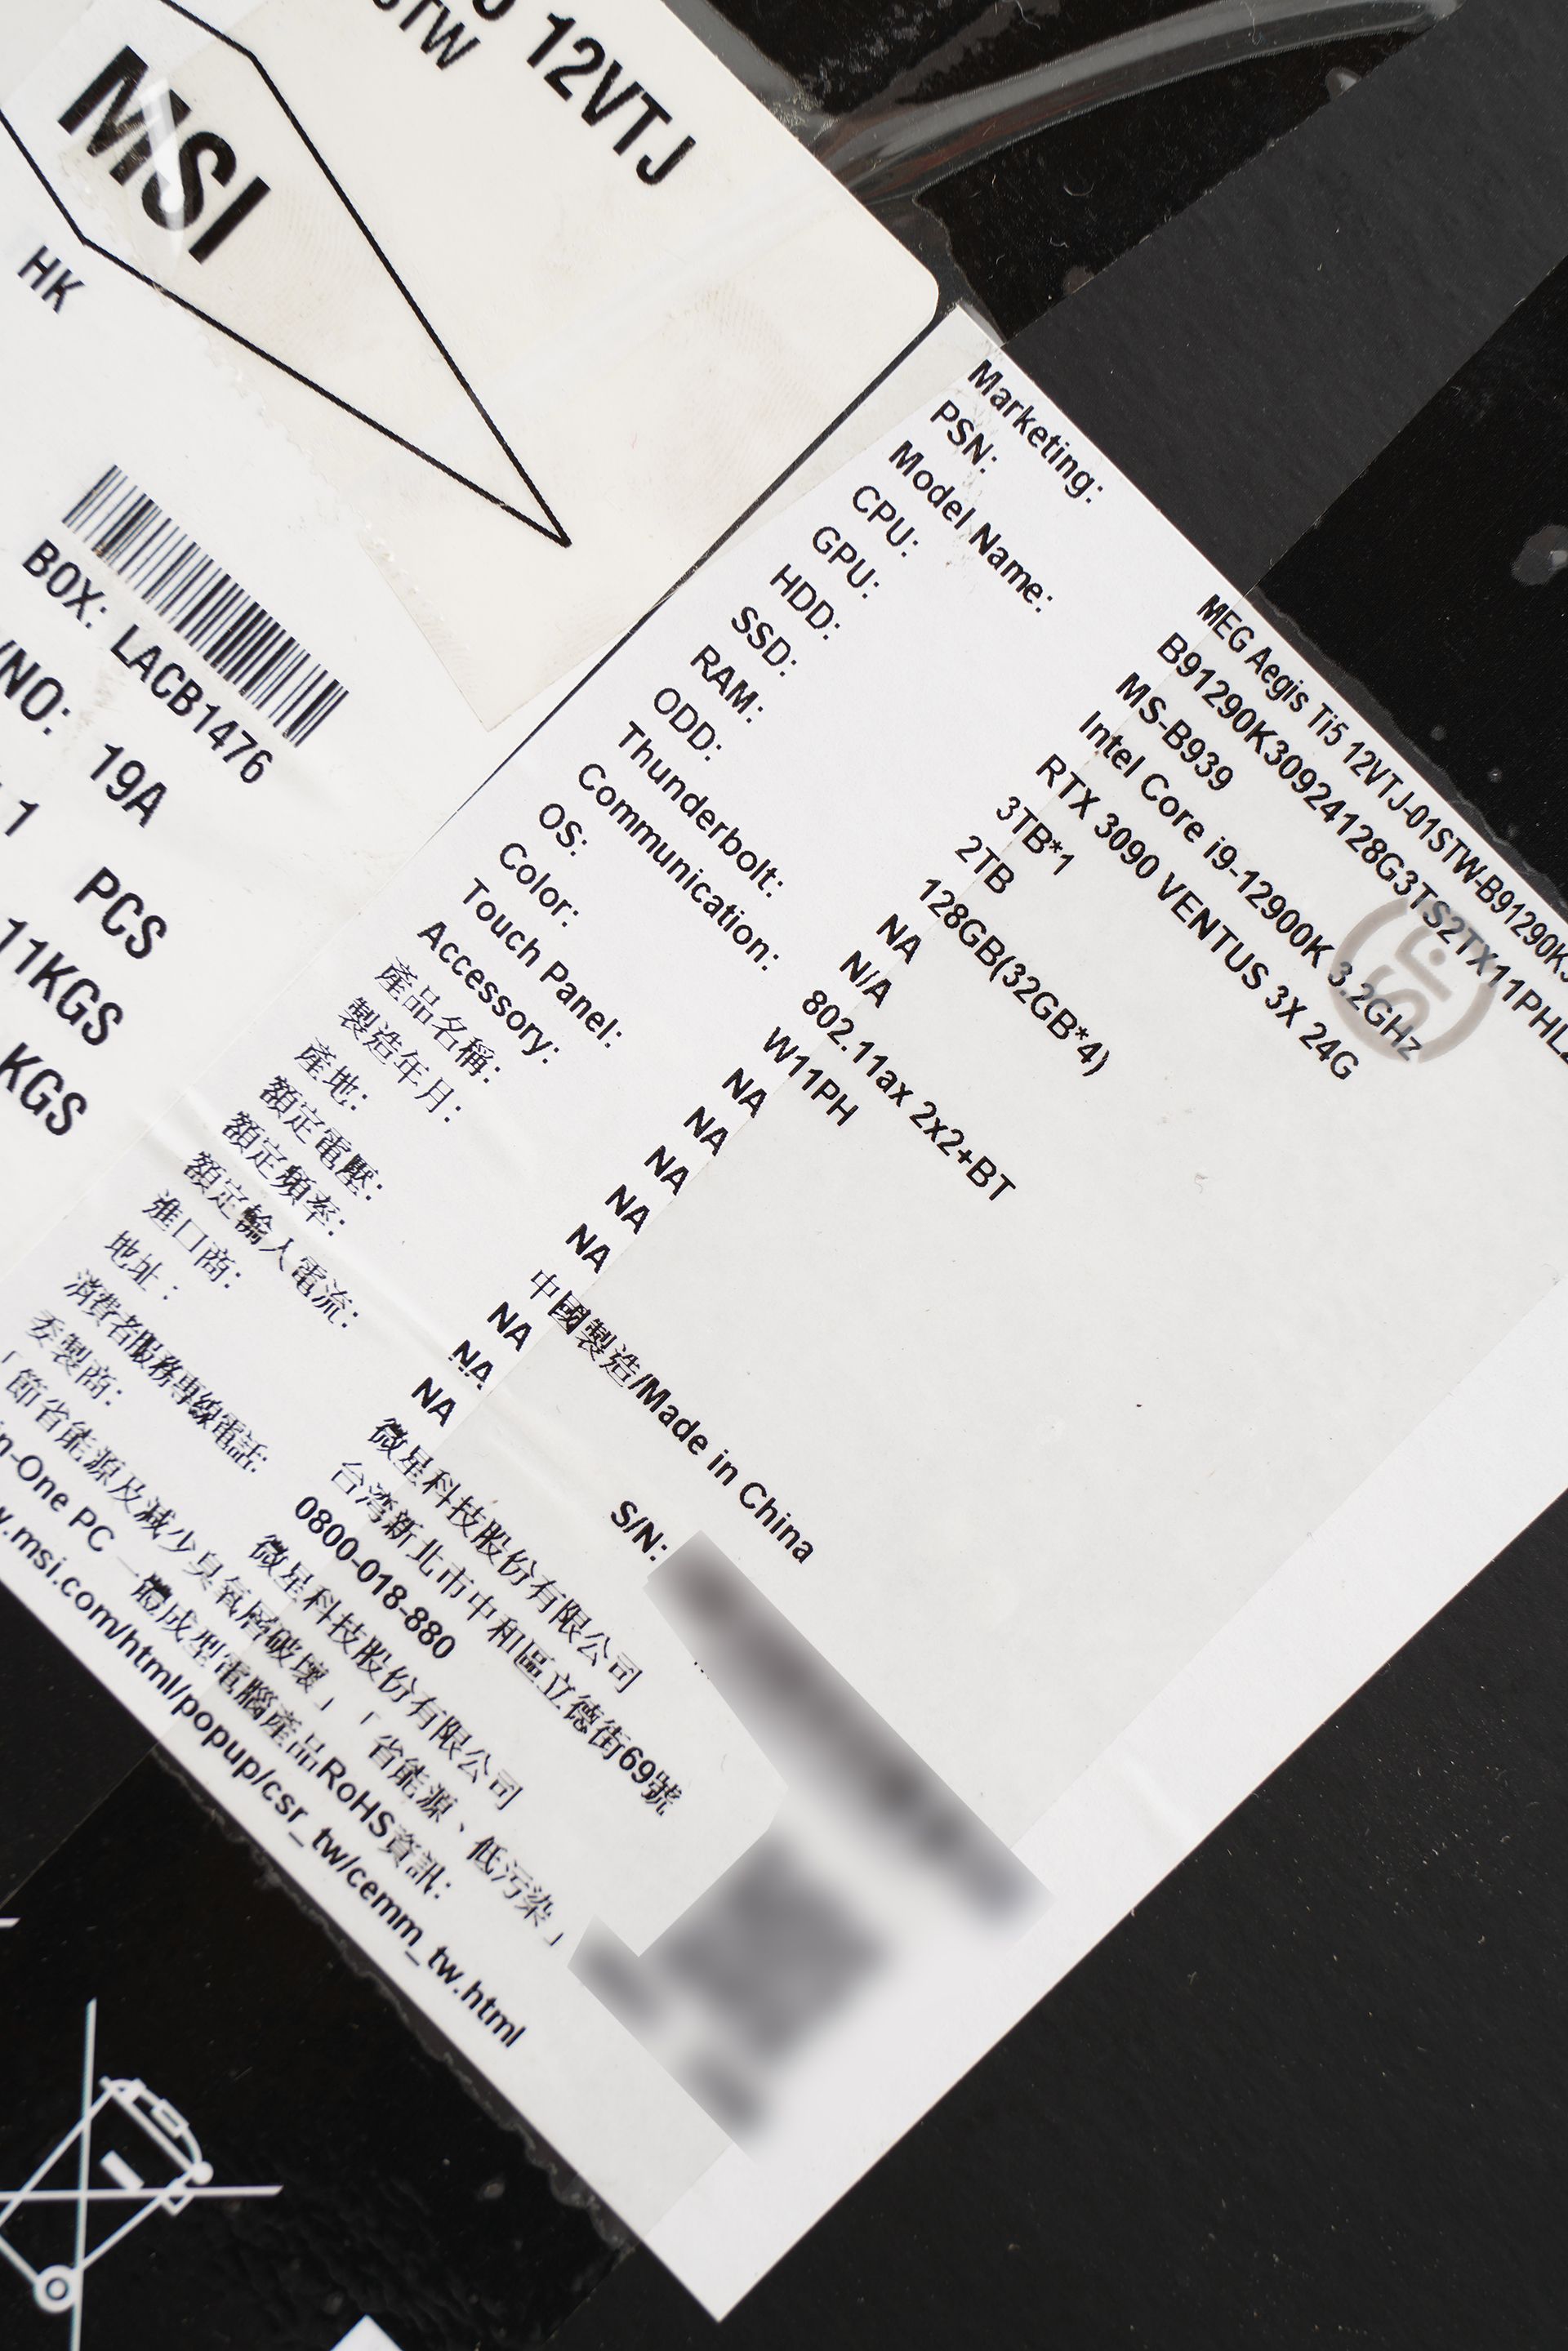 12VTJ
STW
MSI
HK
BOX: LACB1476
/NO: 19A
1 PCS
11KGS
KGS
Marketing: MEG Aegis Ti5 12VTJ-01STW-B91290K3
PSN: B91290K30924128G3TS2TX11PHL
Model Name: MS-B939
CPU: Intel Core i9-12900K 3.2GHz
GPU: RTX 3090 VENTUS 3X 24G
HDD: 3TB*1
SSD: 2TB
RAM: 128GB(32GB*4)
ODD: NA
Thunderbolt: N/A
Communication: 802.11ax 2x2+BT
OS: W11PH
Color: NA
Touch Panel: NA
Accessory: NA
產品名稱: NA
製造年月: NA
產地: 中國製造/Made in China
額定電壓: NA
額定頻率: NA
額定輸入電流: NA
進口商: 微星科技股份有限公司
地址: 台湾新北市中和區立德街69號
消費者服務專線電話: 0800-018-880
委製商: 微星科技股份有限公司
「節省能源及減少臭氧層破壞」「省能源、低污染」
n-One PC 一體成型電腦產品RoHS資訊:
w.msi.com/html/popup/csr_tw/cemm_tw.html
S/N:
SF